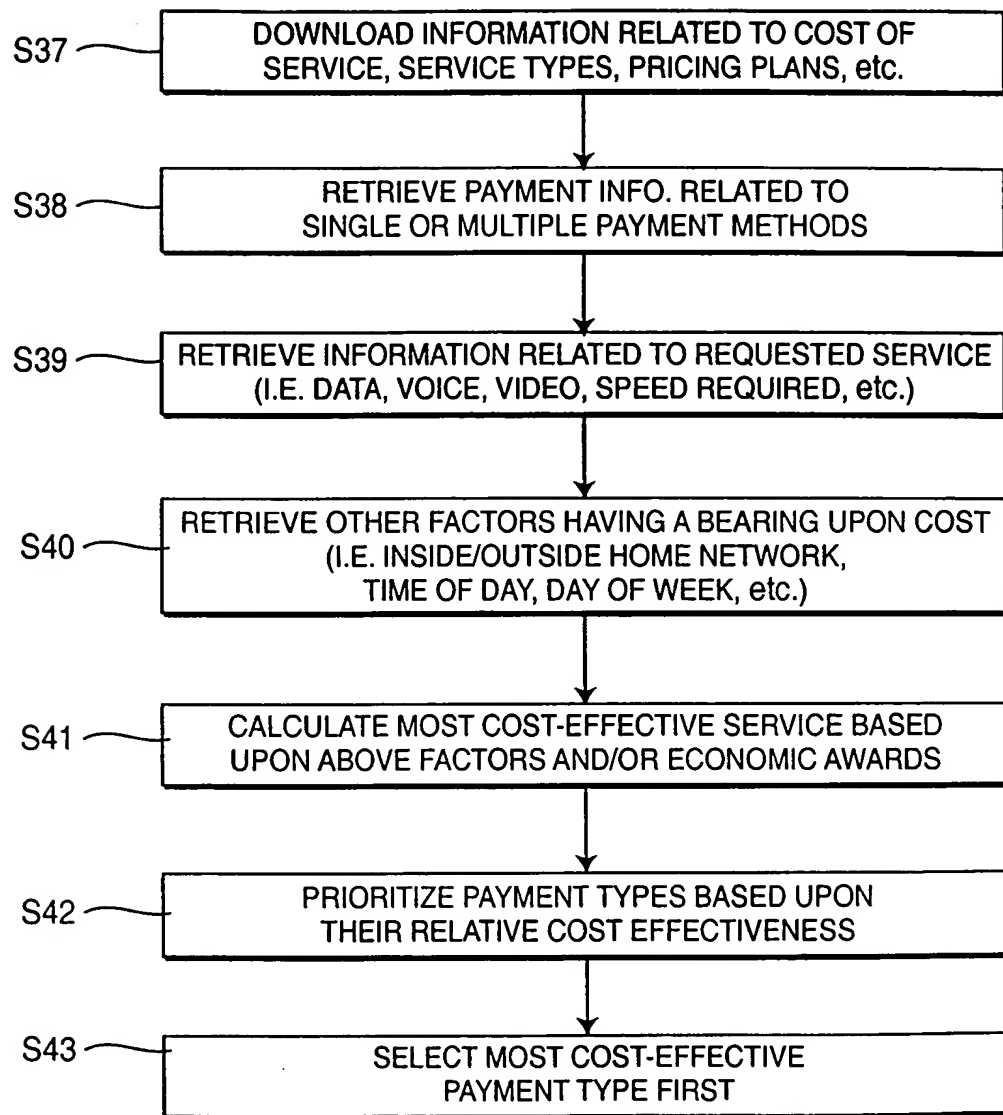 S37
DOWNLOAD INFORMATION RELATED TO COST OF
SERVICE, SERVICE TYPES, PRICING PLANS, etc.
S38
RETRIEVE PAYMENT INFO. RELATED TO
SINGLE OR MULTIPLE PAYMENT METHODS
S39
RETRIEVE INFORMATION RELATED TO REQUESTED SERVICE
(I.E. DATA, VOICE, VIDEO, SPEED REQUIRED, etc.)
S40
RETRIEVE OTHER FACTORS HAVING A BEARING UPON COST
(I.E. INSIDE/OUTSIDE HOME NETWORK,
TIME OF DAY, DAY OF WEEK, etc.)
S41
CALCULATE MOST COST-EFFECTIVE SERVICE BASED
UPON ABOVE FACTORS AND/OR ECONOMIC AWARDS
S42
PRIORITIZE PAYMENT TYPES BASED UPON
THEIR RELATIVE COST EFFECTIVENESS
S43
SELECT MOST COST-EFFECTIVE
PAYMENT TYPE FIRST